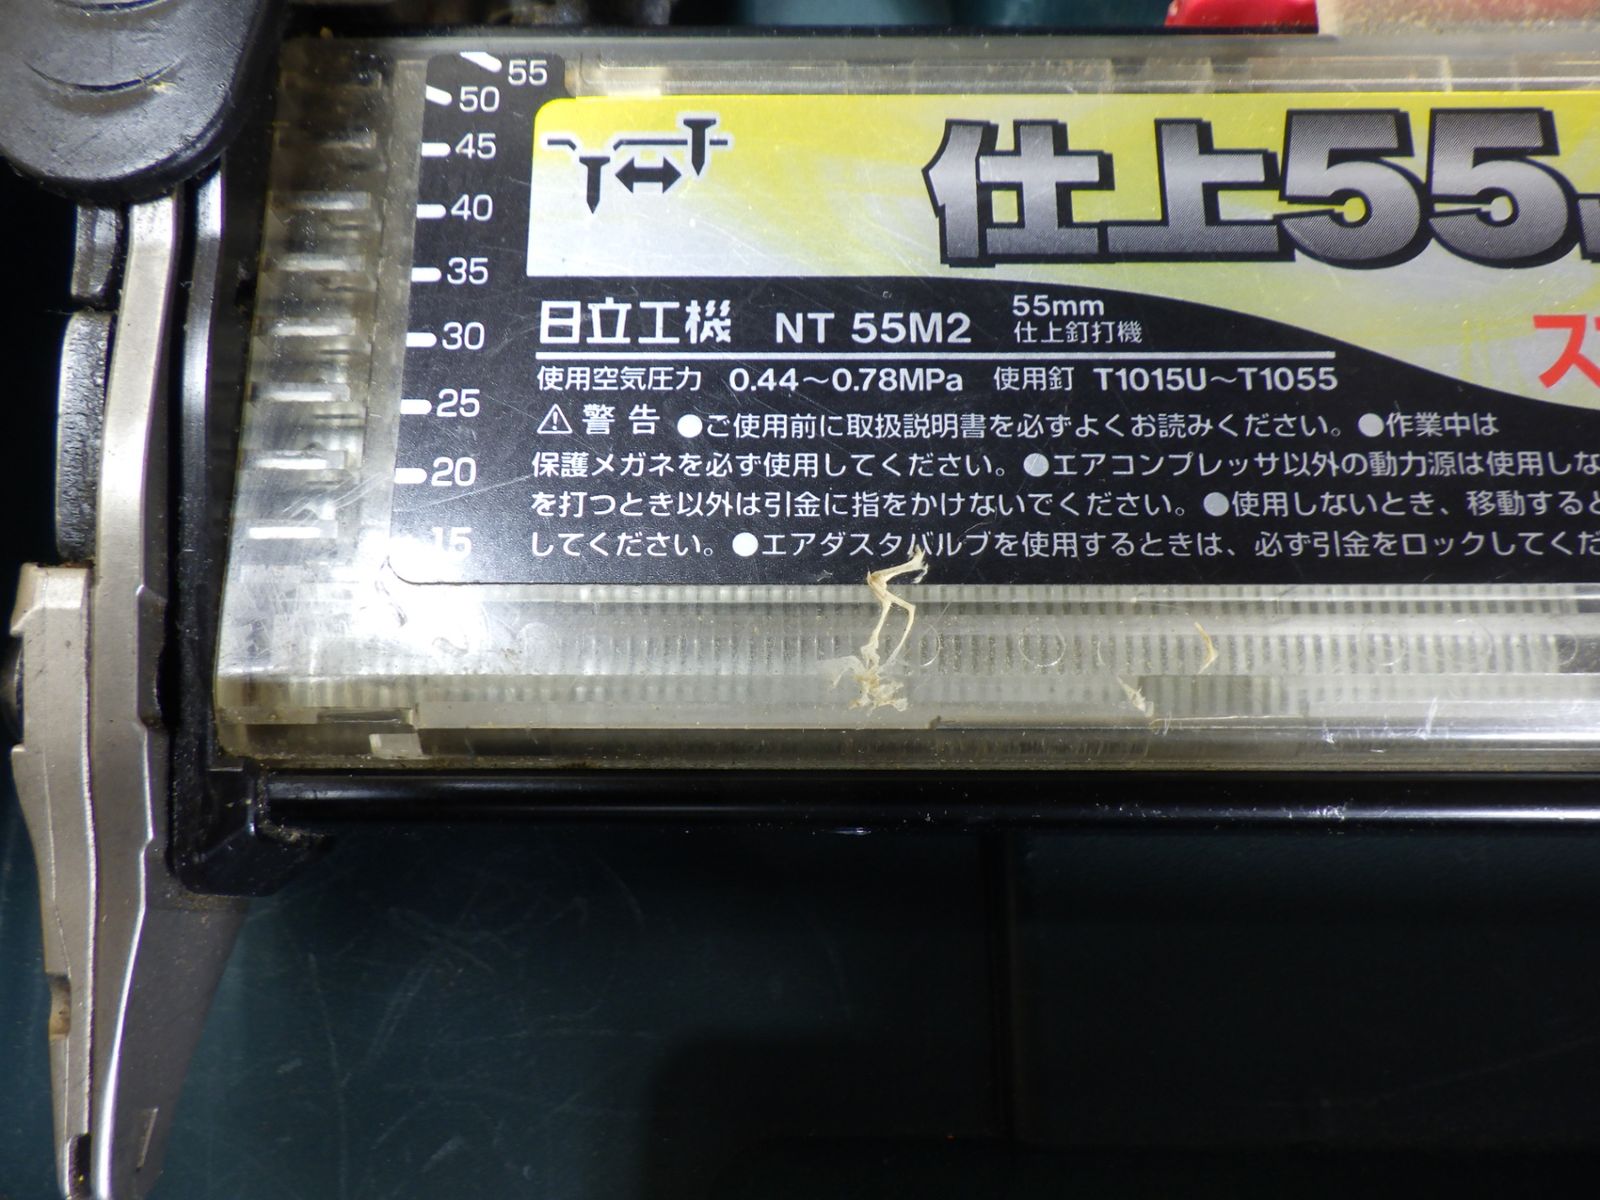 55
50
45
40
35
30
25
20
15
仕上55
日立工機 NT 55M2 55mm
仕上釘打機
使用空気圧力 0.44～0.78MPa 使用釘 T1015U～T1055
⚠警告 ●ご使用前に取扱説明書を必ずよくお読みください。●作業中は
保護メガネを必ず使用してください。●エアコンプレッサ以外の動力源は使用しな
を打つとき以外は引金に指をかけないでください。●使用しないとき、移動すると
してください。●エアダスタバルブを使用するときは、必ず引金をロックしてくだ